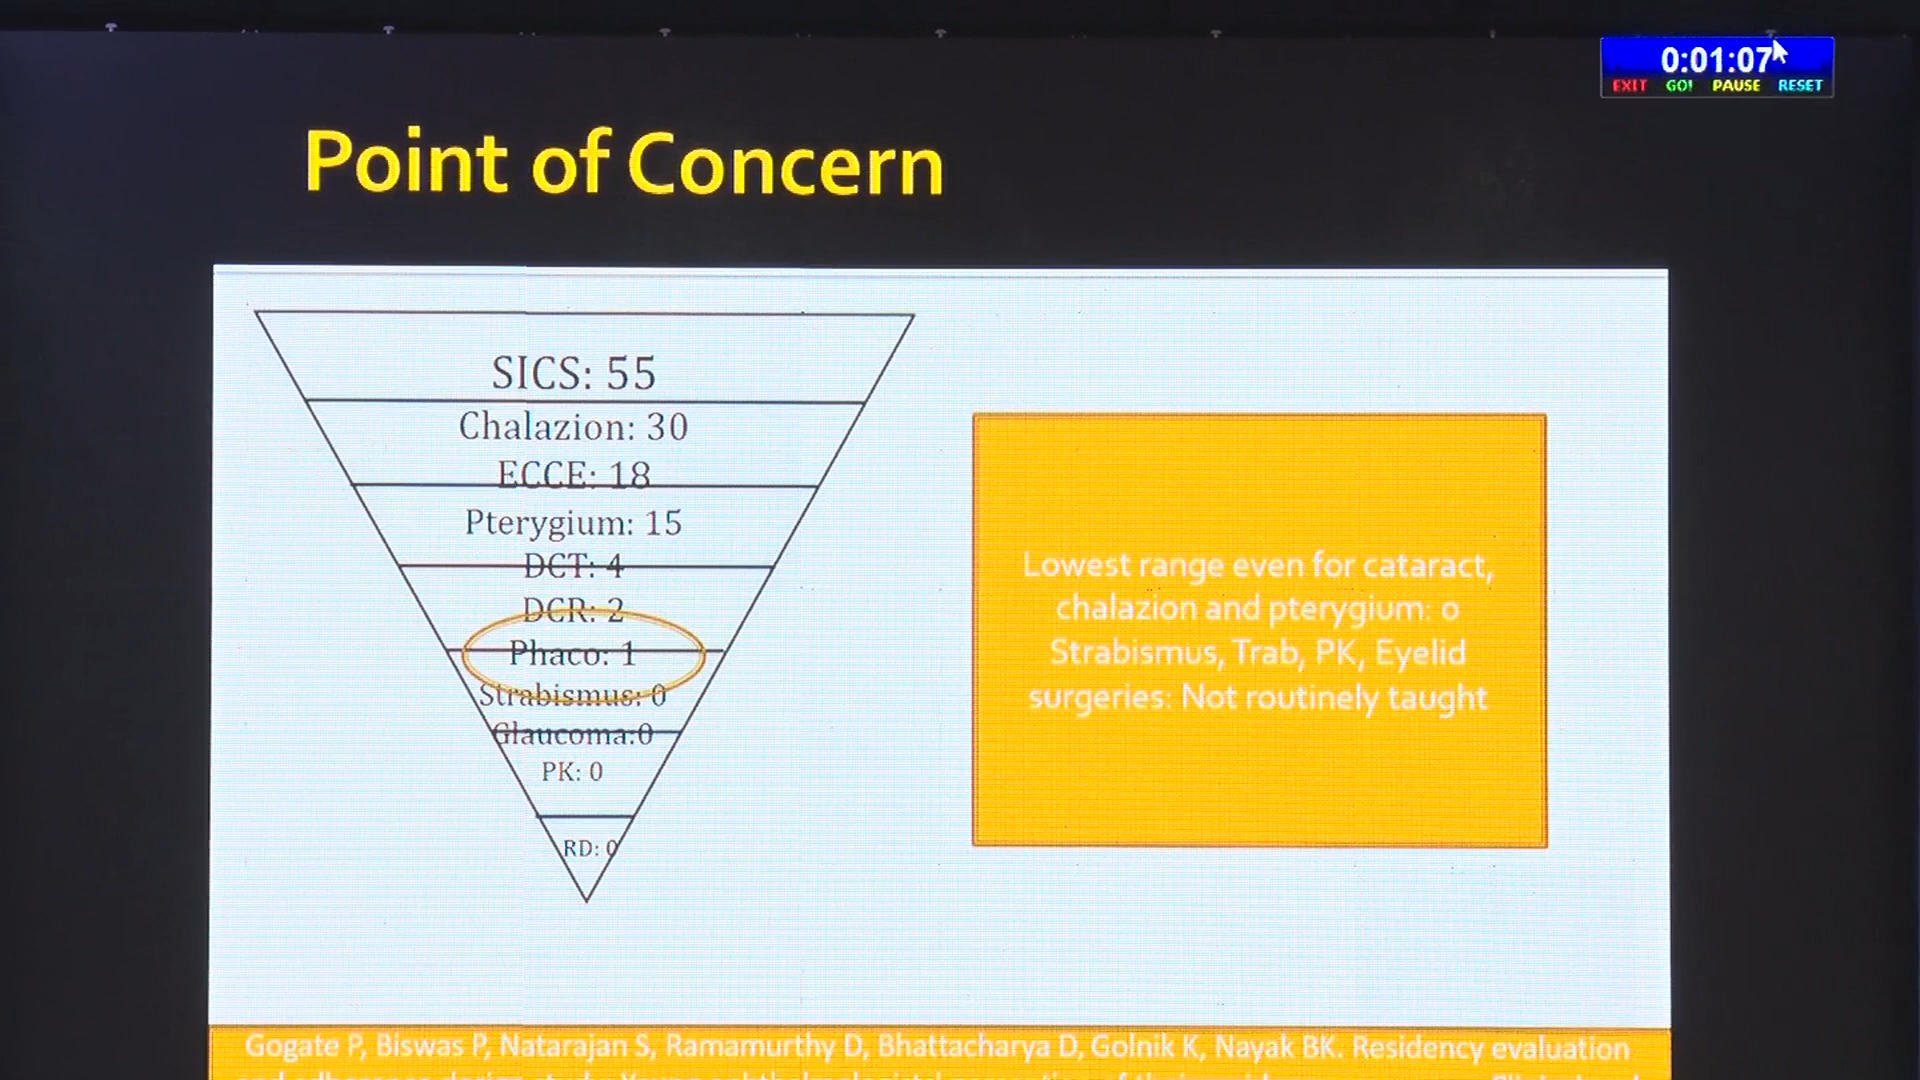 0:01:07
EXIT GO! PAUSE RESET
Point of Concern
SICS: 55
Chalazion: 30
ECCE: 18
Pterygium: 15
DCT: 4
DCR: 2
Phaco: 1
Strabismus: 0
Glaucoma:0
PK: 0
RD: 0
Lowest range even for cataract,
chalazion and pterygium: 0
Strabismus, Trab, PK, Eyelid
surgeries: Not routinely taught
Gogate P, Biswas P, Natarajan S, Ramamurthy D, Bhattacharya D, Golnik K, Nayak BK. Residency evaluation